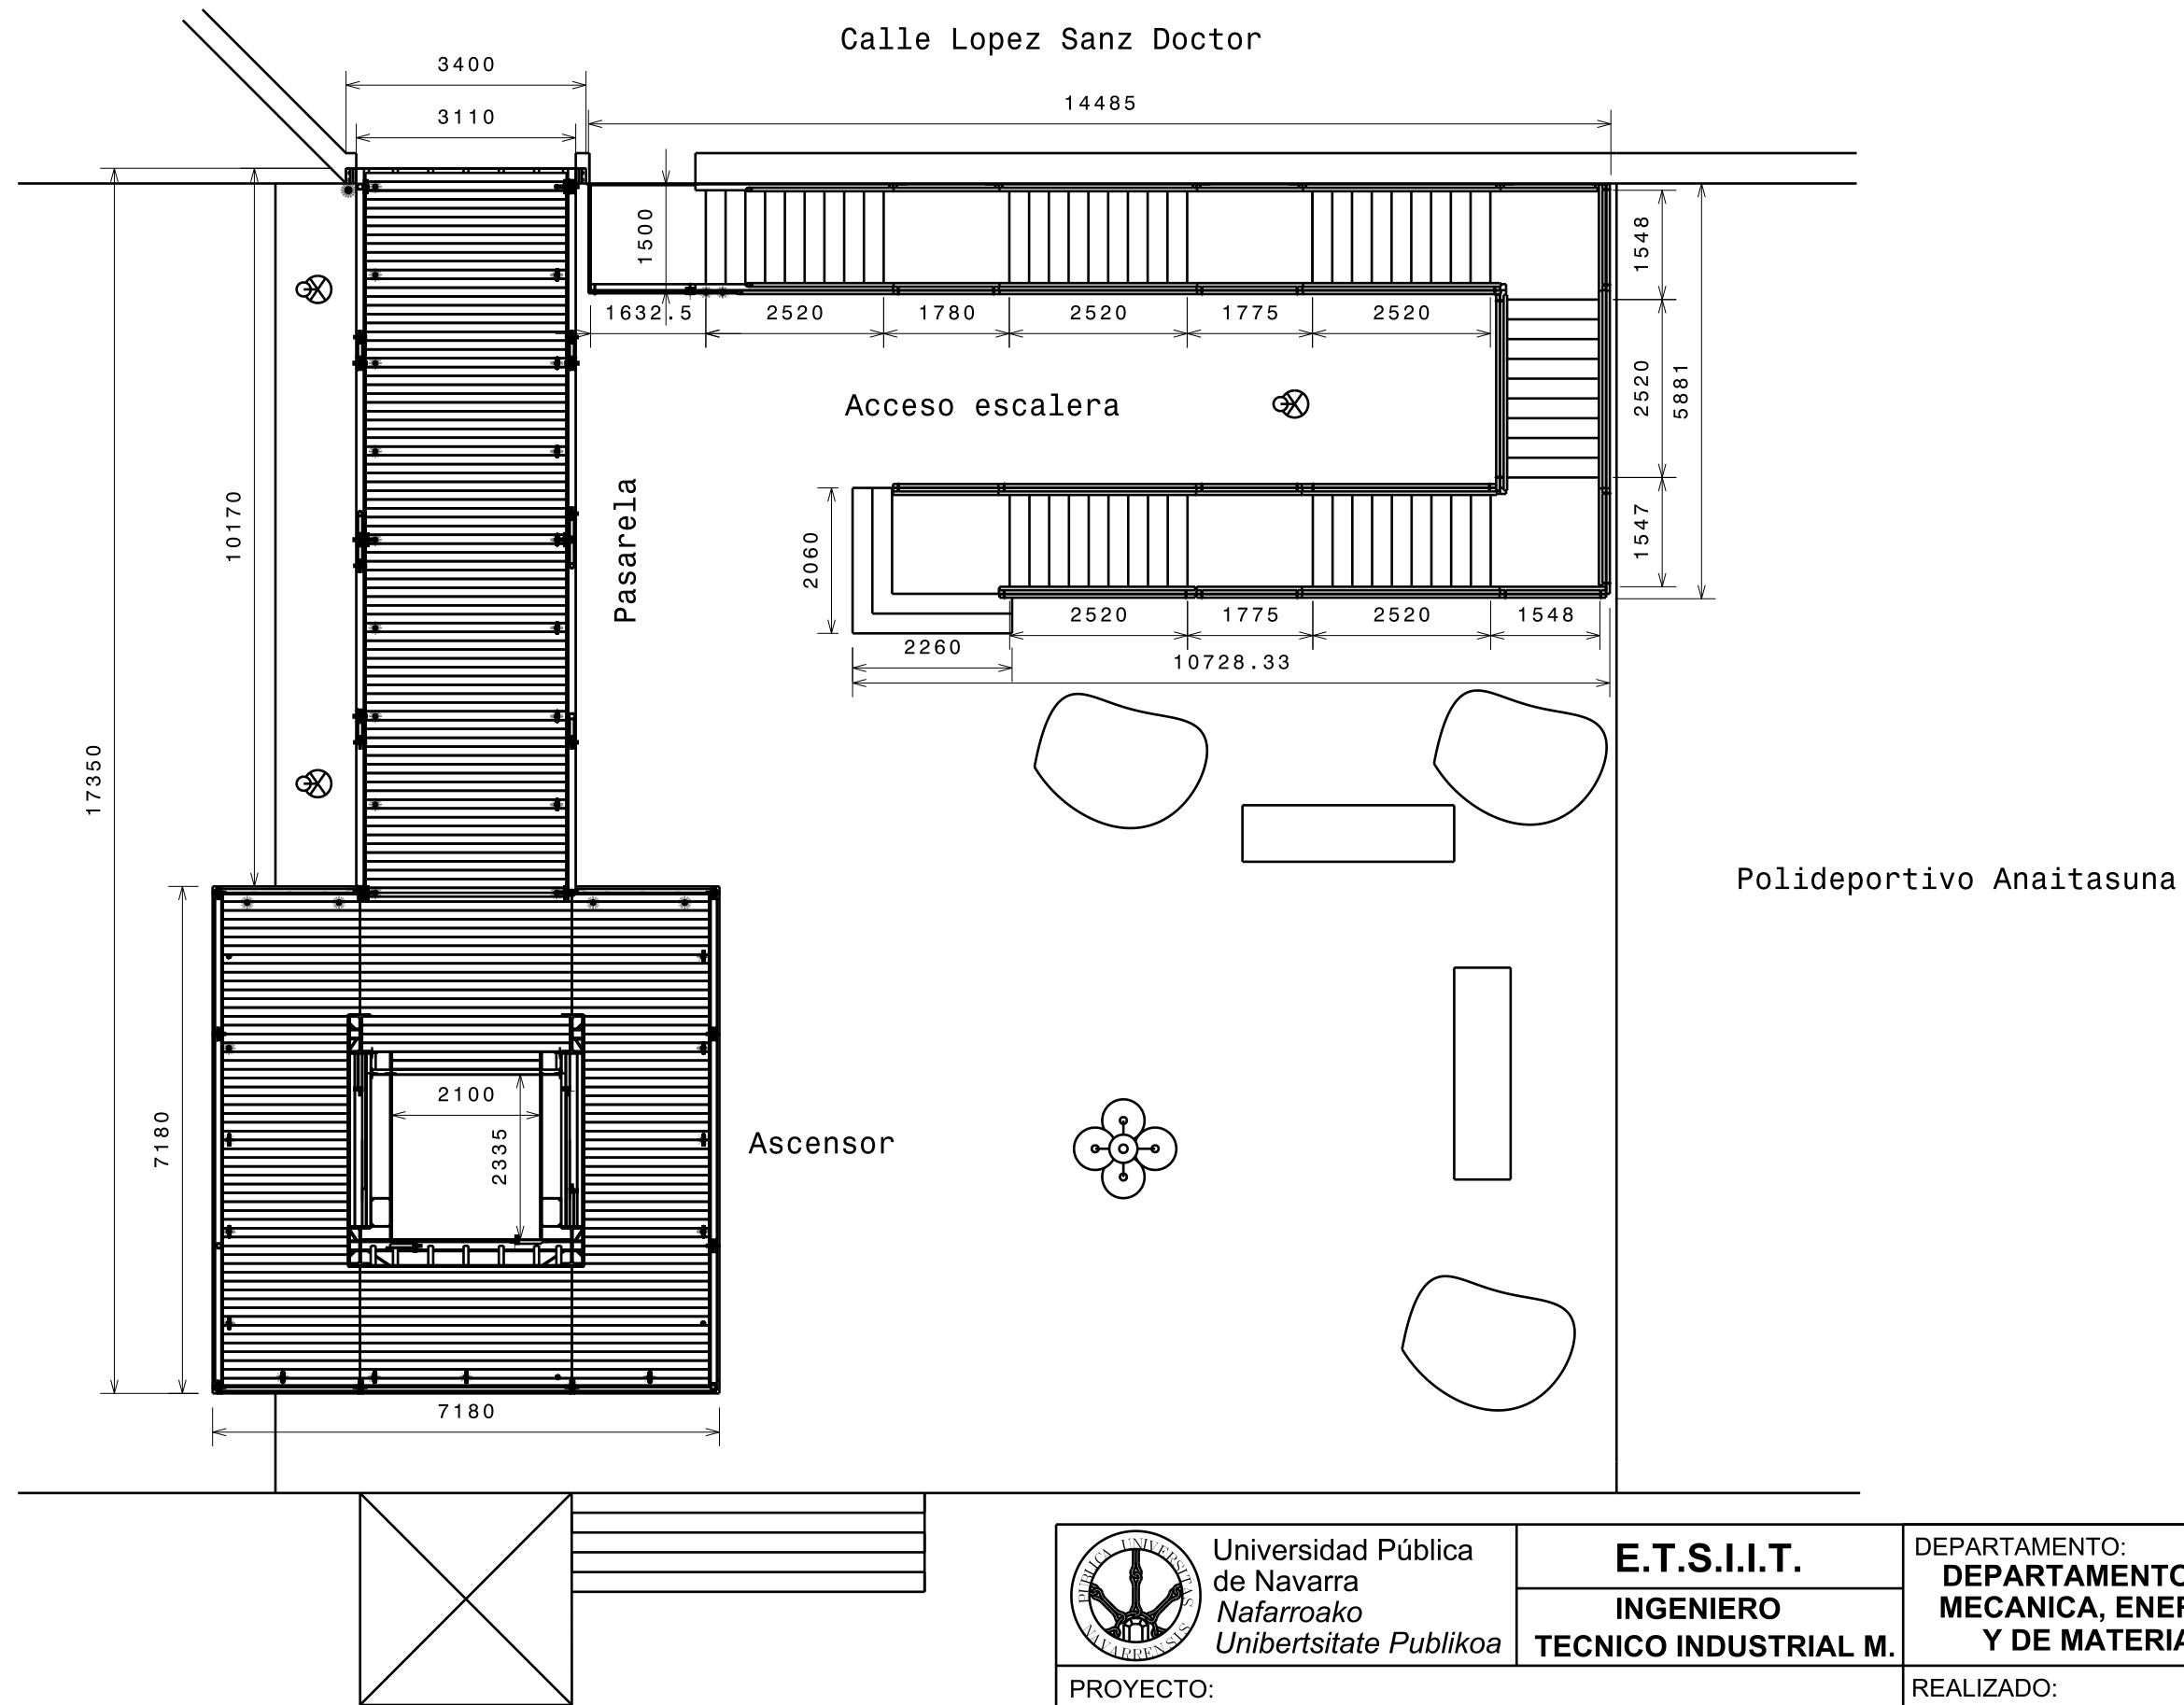 Calle Lopez Sanz Doctor
3400
3110
14485
1500
1548
1632.5
2520
1780
2520
1775
2520
2520
5881
Acceso escalera
Pasarela
10170
2060
1547
2520
1775
2520
1548
2260
10728.33
17350
Polideportivo Anaitasuna
2100
2335
7180
Ascensor
7180
PUBLICA UNIVERSITAS NAVARRENSIS
Universidad Pública
de Navarra
Nafarroako
Unibertsitate Publikoa
E.T.S.I.I.T.
INGENIERO
TECNICO INDUSTRIAL M.
DEPARTAMENTO:
DEPARTAMENTO
MECANICA, ENER
Y DE MATERIA
PROYECTO:
REALIZADO: